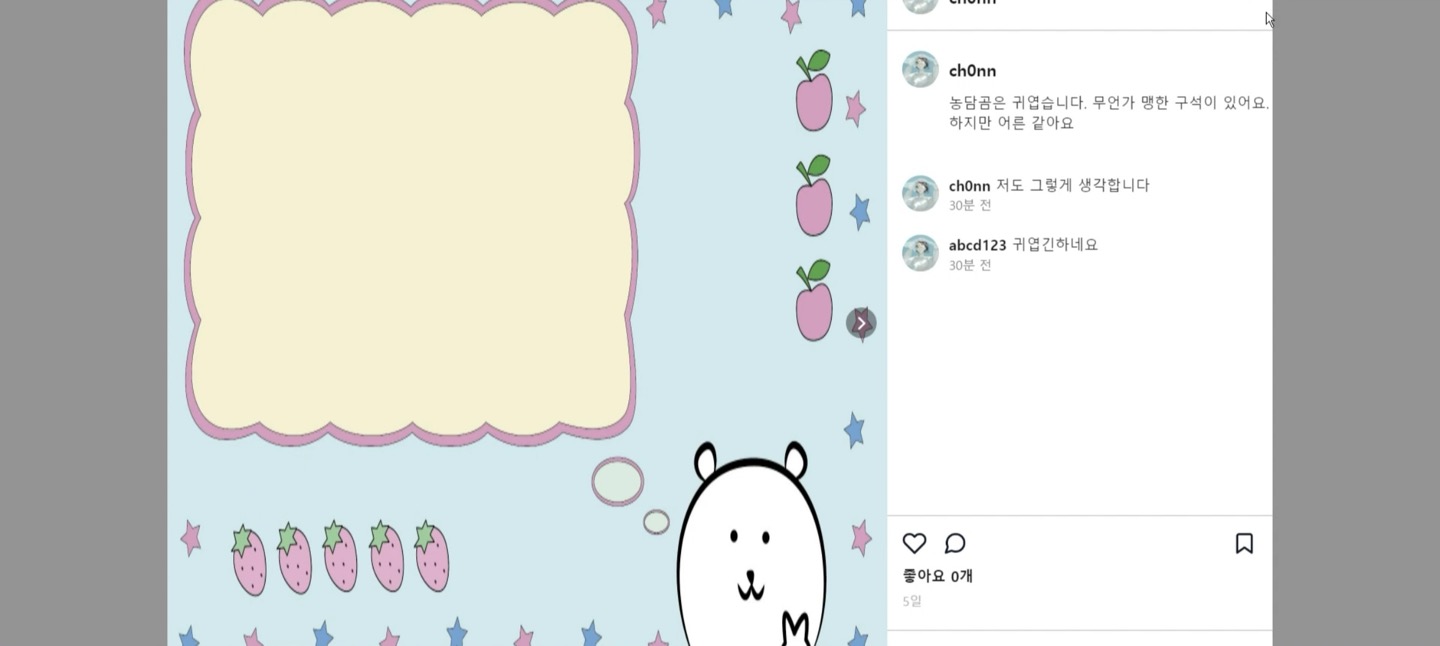 ch0nn
ch0nn
농담곰은 귀엽습니다. 무언가 맹한 구석이 있어요.
하지만 어른 같아요
ch0nn 저도 그렇게 생각합니다
30분 전
abcd123 귀엽긴하네요
30분 전
좋아요 0개
5일